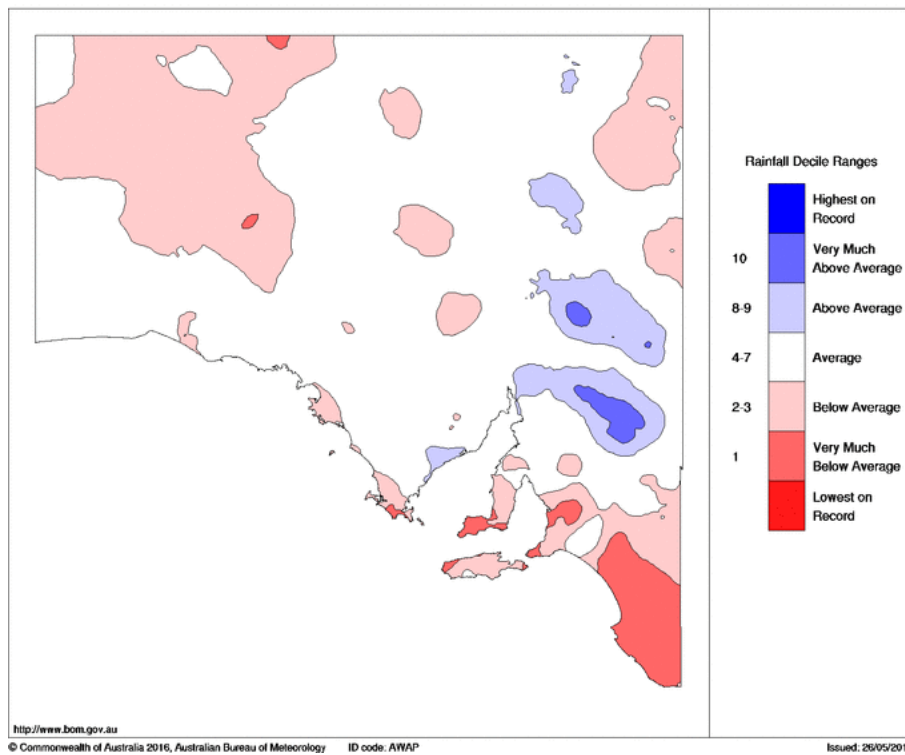 Rainfall Decile Ranges
Highest on
Record
10
Very Much
Above Average
8-9
Above Average
4-7
Average
2-3
Below Average
1
Very Much
Below Average
Lowest on
Record
http://www.bom.gov.au
© Commonwealth of Australia 2016, Australian Bureau of Meteorology ID code: AWAP Issued: 26/05/201